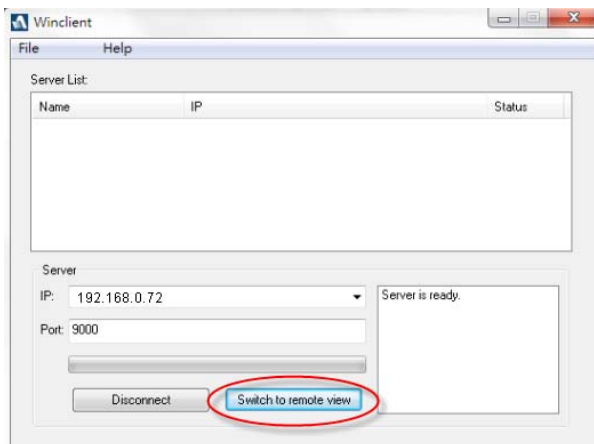 Winclient
File Help
Server List:
Name IP Status
Server
IP: 192.168.0.72
Server is ready.
Port: 9000
Disconnect Switch to remote view